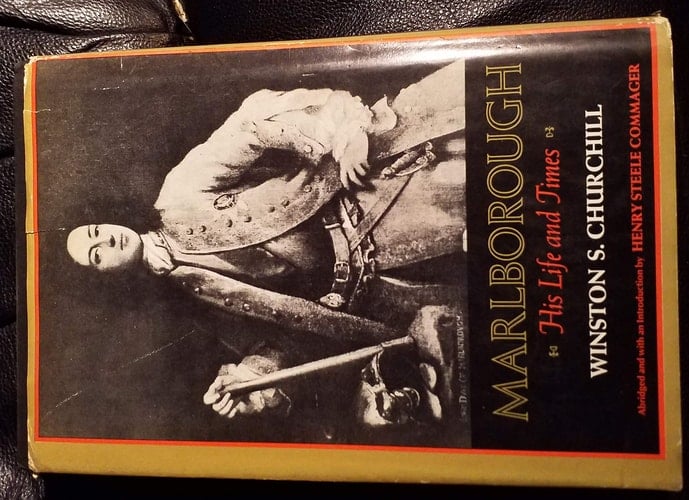 MARLBOROUGH
His Life and Times
WINSTON S. CHURCHILL
Abridged and with an Introduction by HENRY STEELE COMMAGER